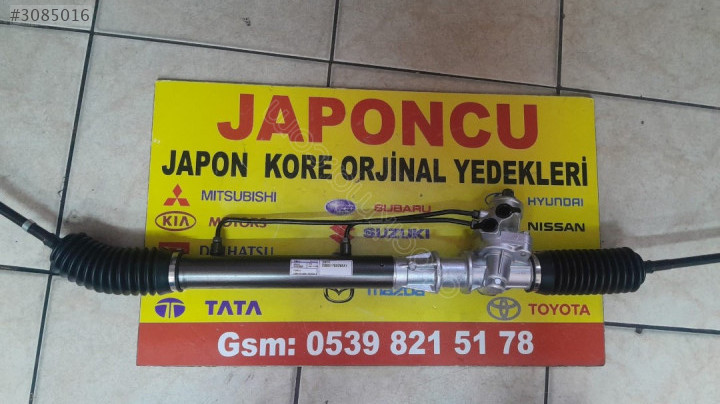 #3085016
JAPONCU
JAPON KORE ORJİNAL YEDEKLERİ
MITSUBISHI SUBARU HYUNDAI
KIA MOTORS SUZUKI NISSAN
DAIHATSU
TATA mazda TOYOTA
Gsm: 0539 821 51 78